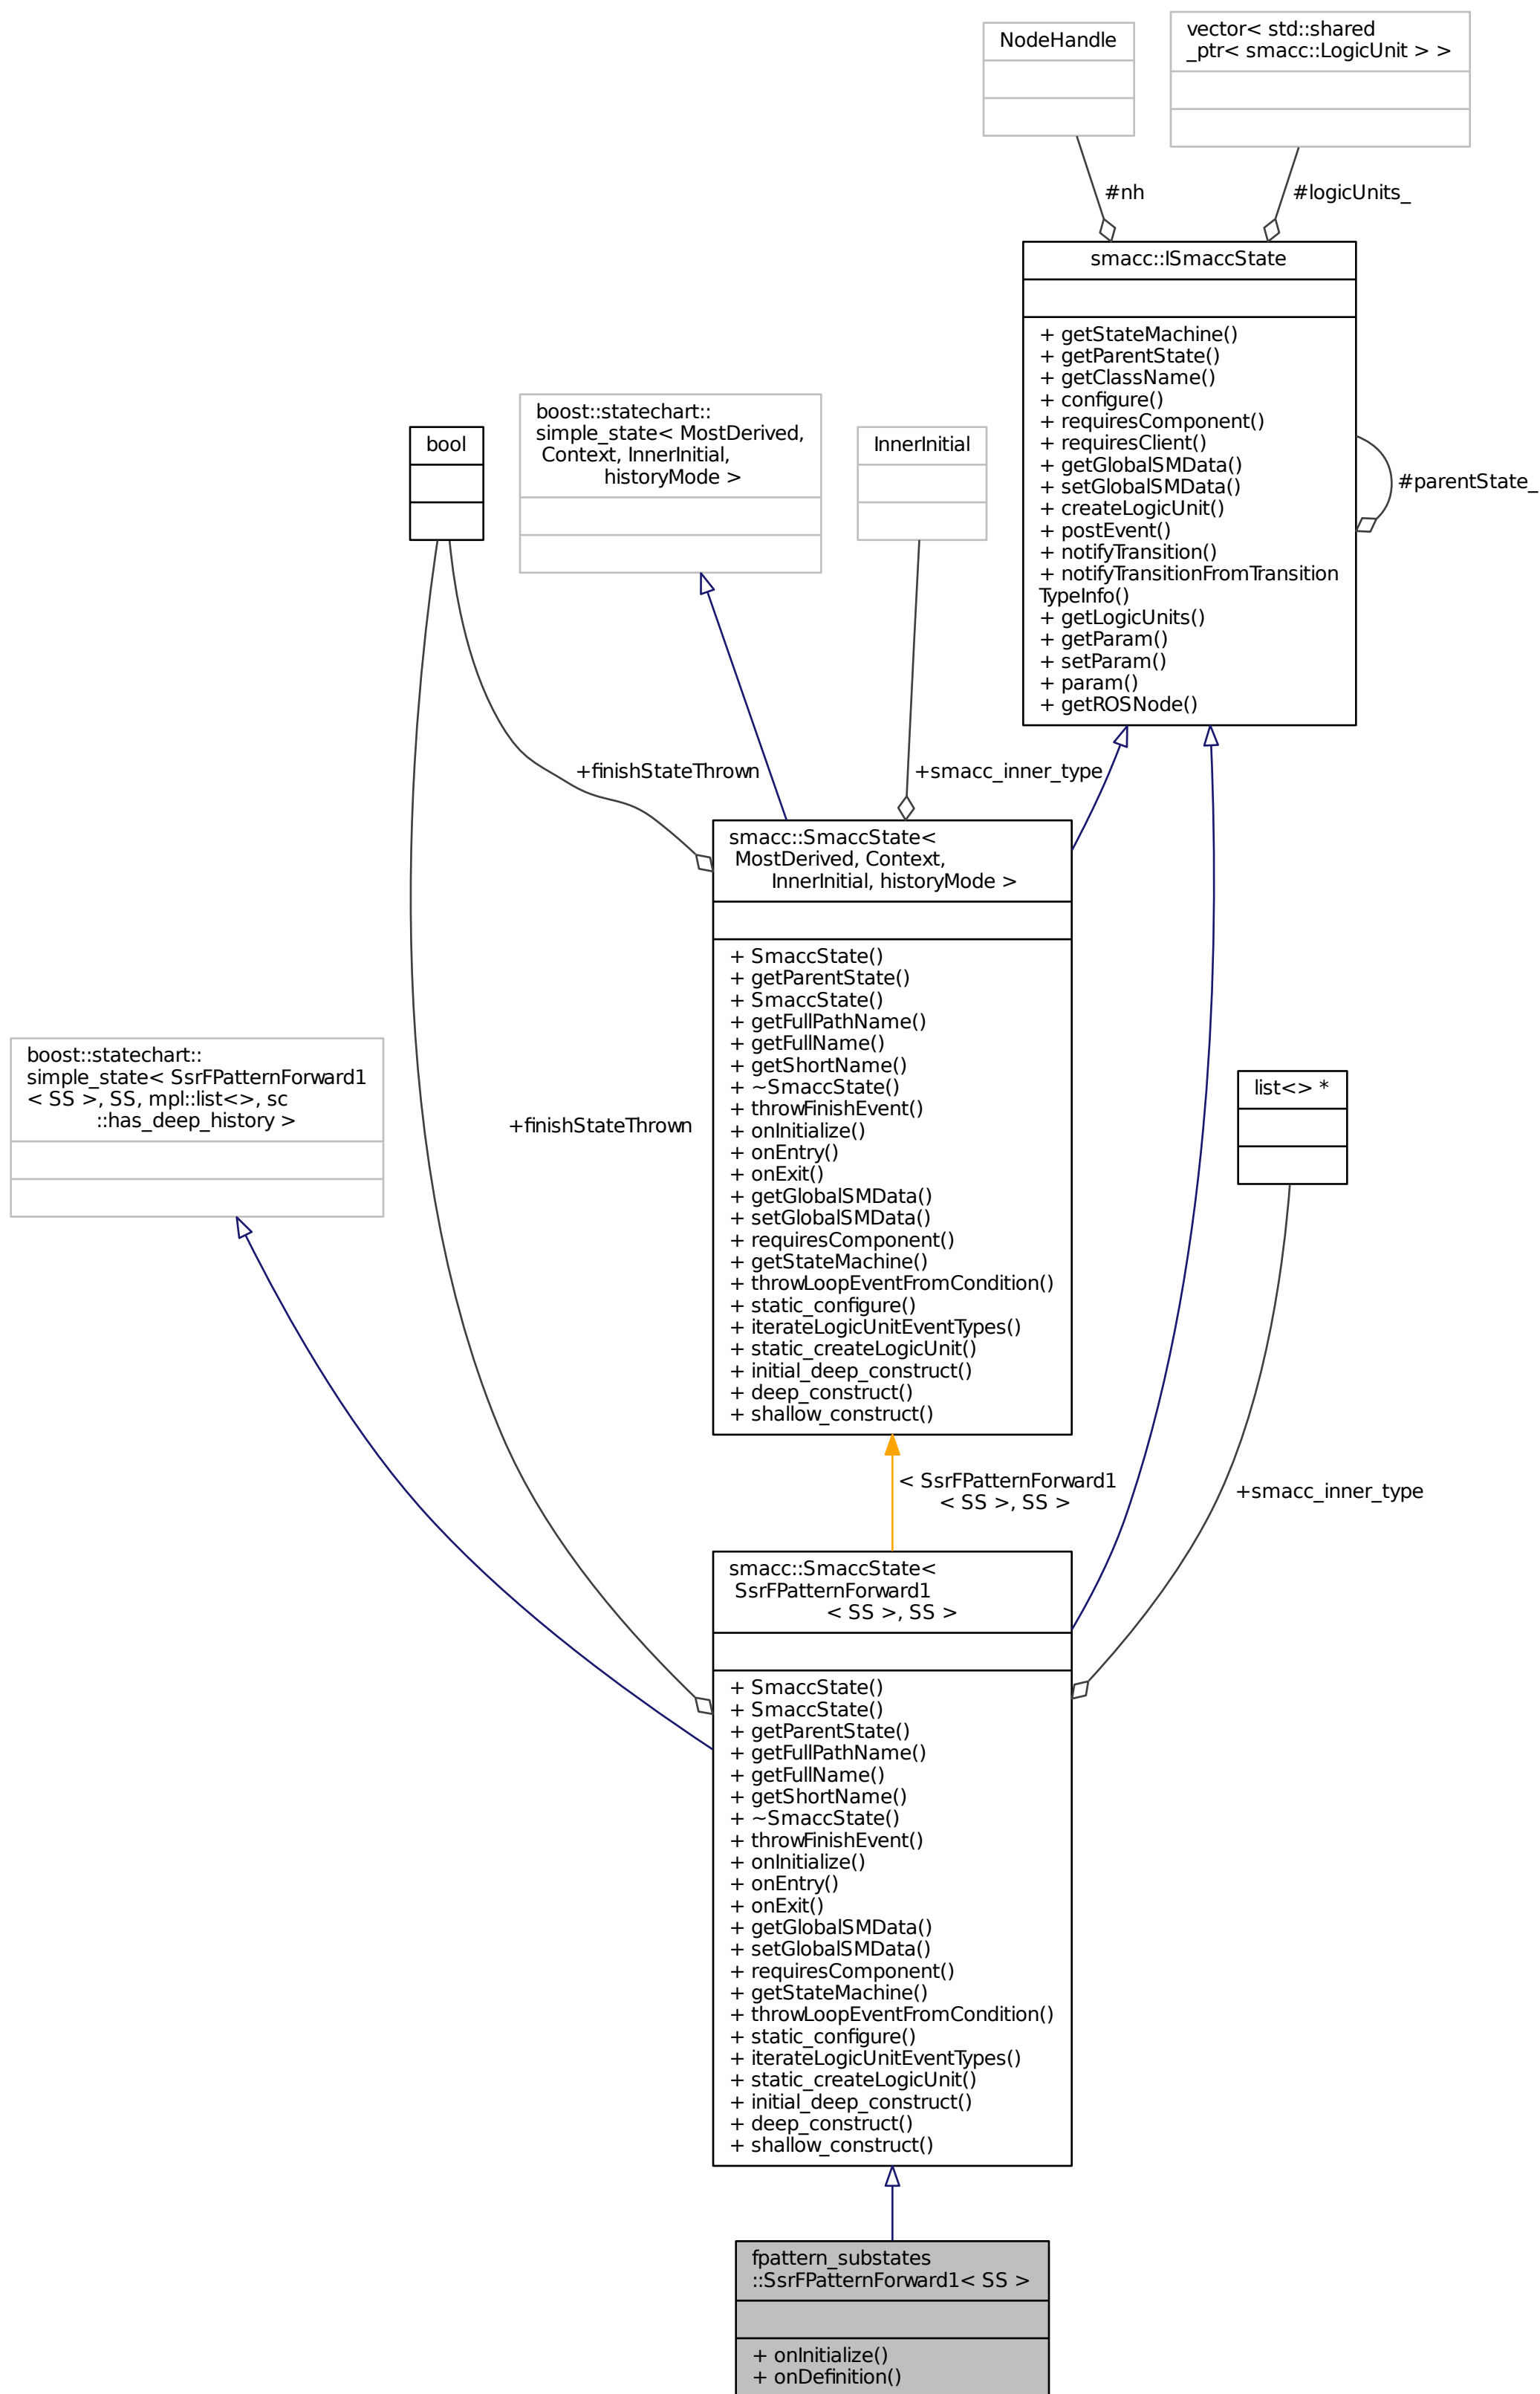 NodeHandle
vector< std::shared
_ptr< smacc::LogicUnit > >
#nh
#logicUnits_
smacc::ISmaccState
+ getStateMachine()
+ getParentState()
+ getClassName()
+ configure()
+ requiresComponent()
+ requiresClient()
+ getGlobalSMData()
+ setGlobalSMData()
+ createLogicUnit()
+ postEvent()
+ notifyTransition()
+ notifyTransitionFromTransition
TypeInfo()
+ getLogicUnits()
+ getParam()
+ setParam()
+ param()
+ getROSNode()
#parentState_
bool
boost::statechart::
simple_state< MostDerived,
Context, InnerInitial,
historyMode >
InnerInitial
+finishStateThrown
+smacc_inner_type
smacc::SmaccState<
MostDerived, Context,
InnerInitial, historyMode >
+ SmaccState()
+ getParentState()
+ SmaccState()
+ getFullPathName()
+ getFullName()
+ getShortName()
+ ~SmaccState()
+ throwFinishEvent()
+ onInitialize()
+ onEntry()
+ onExit()
+ getGlobalSMData()
+ setGlobalSMData()
+ requiresComponent()
+ getStateMachine()
+ throwLoopEventFromCondition()
+ static_configure()
+ iterateLogicUnitEventTypes()
+ static_createLogicUnit()
+ initial_deep_construct()
+ deep_construct()
+ shallow_construct()
boost::statechart::
simple_state< SsrFPatternForward1
< SS >, SS, mpl::list<>, sc
::has_deep_history >
+finishStateThrown
list<> *
< SsrFPatternForward1
< SS >, SS >
+smacc_inner_type
smacc::SmaccState<
SsrFPatternForward1
< SS >, SS >
+ SmaccState()
+ SmaccState()
+ getParentState()
+ getFullPathName()
+ getFullName()
+ getShortName()
+ ~SmaccState()
+ throwFinishEvent()
+ onInitialize()
+ onEntry()
+ onExit()
+ getGlobalSMData()
+ setGlobalSMData()
+ requiresComponent()
+ getStateMachine()
+ throwLoopEventFromCondition()
+ static_configure()
+ iterateLogicUnitEventTypes()
+ static_createLogicUnit()
+ initial_deep_construct()
+ deep_construct()
+ shallow_construct()
fpattern_substates
::SsrFPatternForward1< SS >
+ onInitialize()
+ onDefinition()